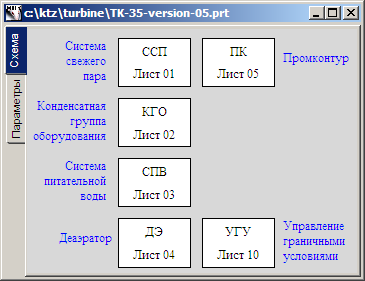 c:\ktz\turbine\TK-35-version-05.prt
Схема
Параметры
Система
свежего
пара
ССП
Лист 01
ПК
Лист 05
Промконтур
Конденсатная
группа
оборудования
КГО
Лист 02
Система
питательной
воды
СПВ
Лист 03
Деаэратор
ДЭ
Лист 04
УГУ
Лист 10
Управление
граничными
условиями